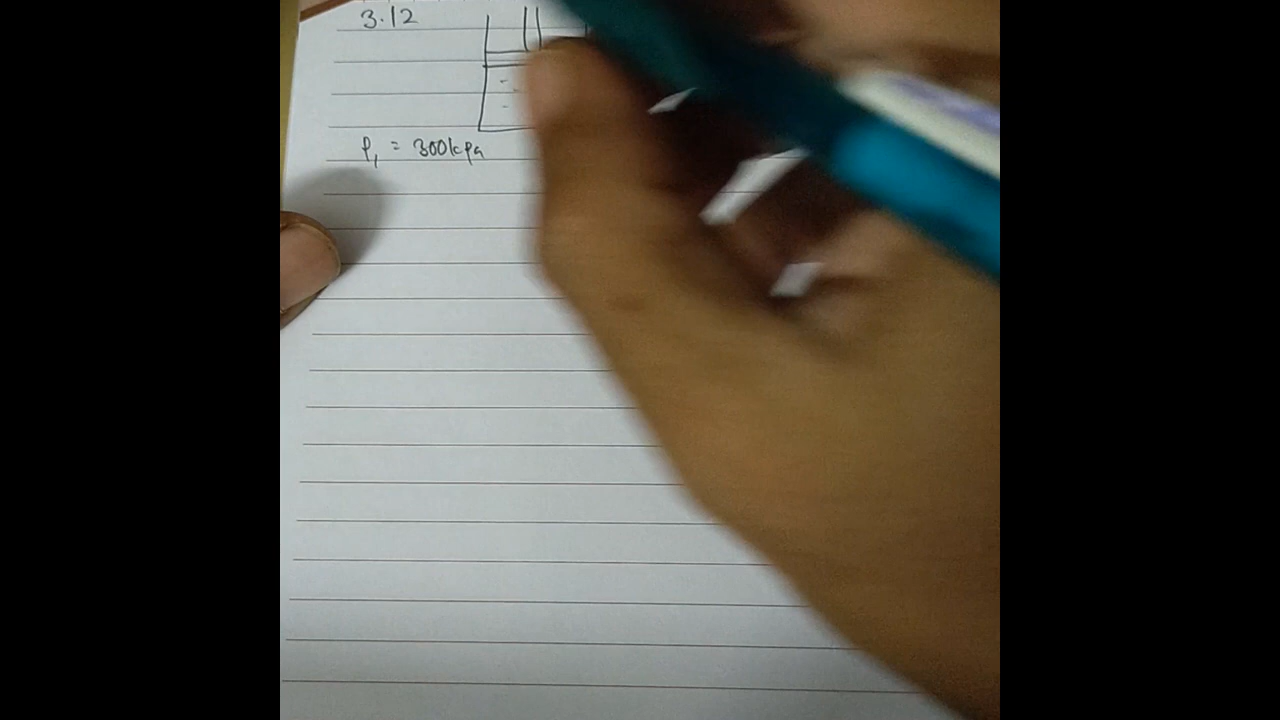 3.12
P₁ = 300kpa